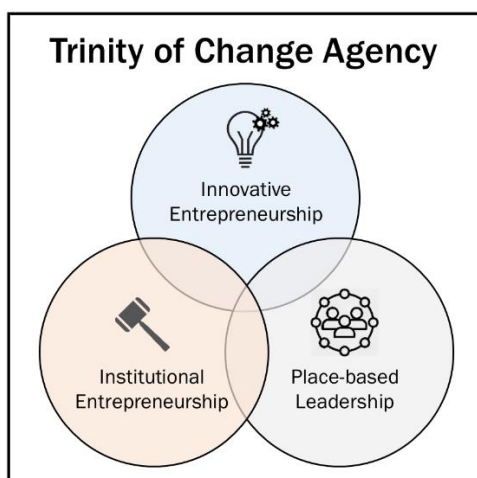 Trinity of Change Agency
Innovative
Entrepreneurship
Institutional
Entrepreneurship
Place-based
Leadership